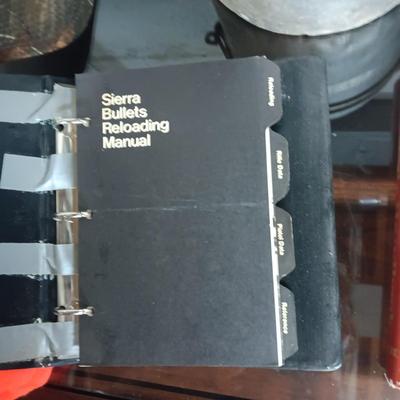 Sierra
Bullets
Reloading
Manual
Reloading
Rifle Data
Pistol Data
Reference